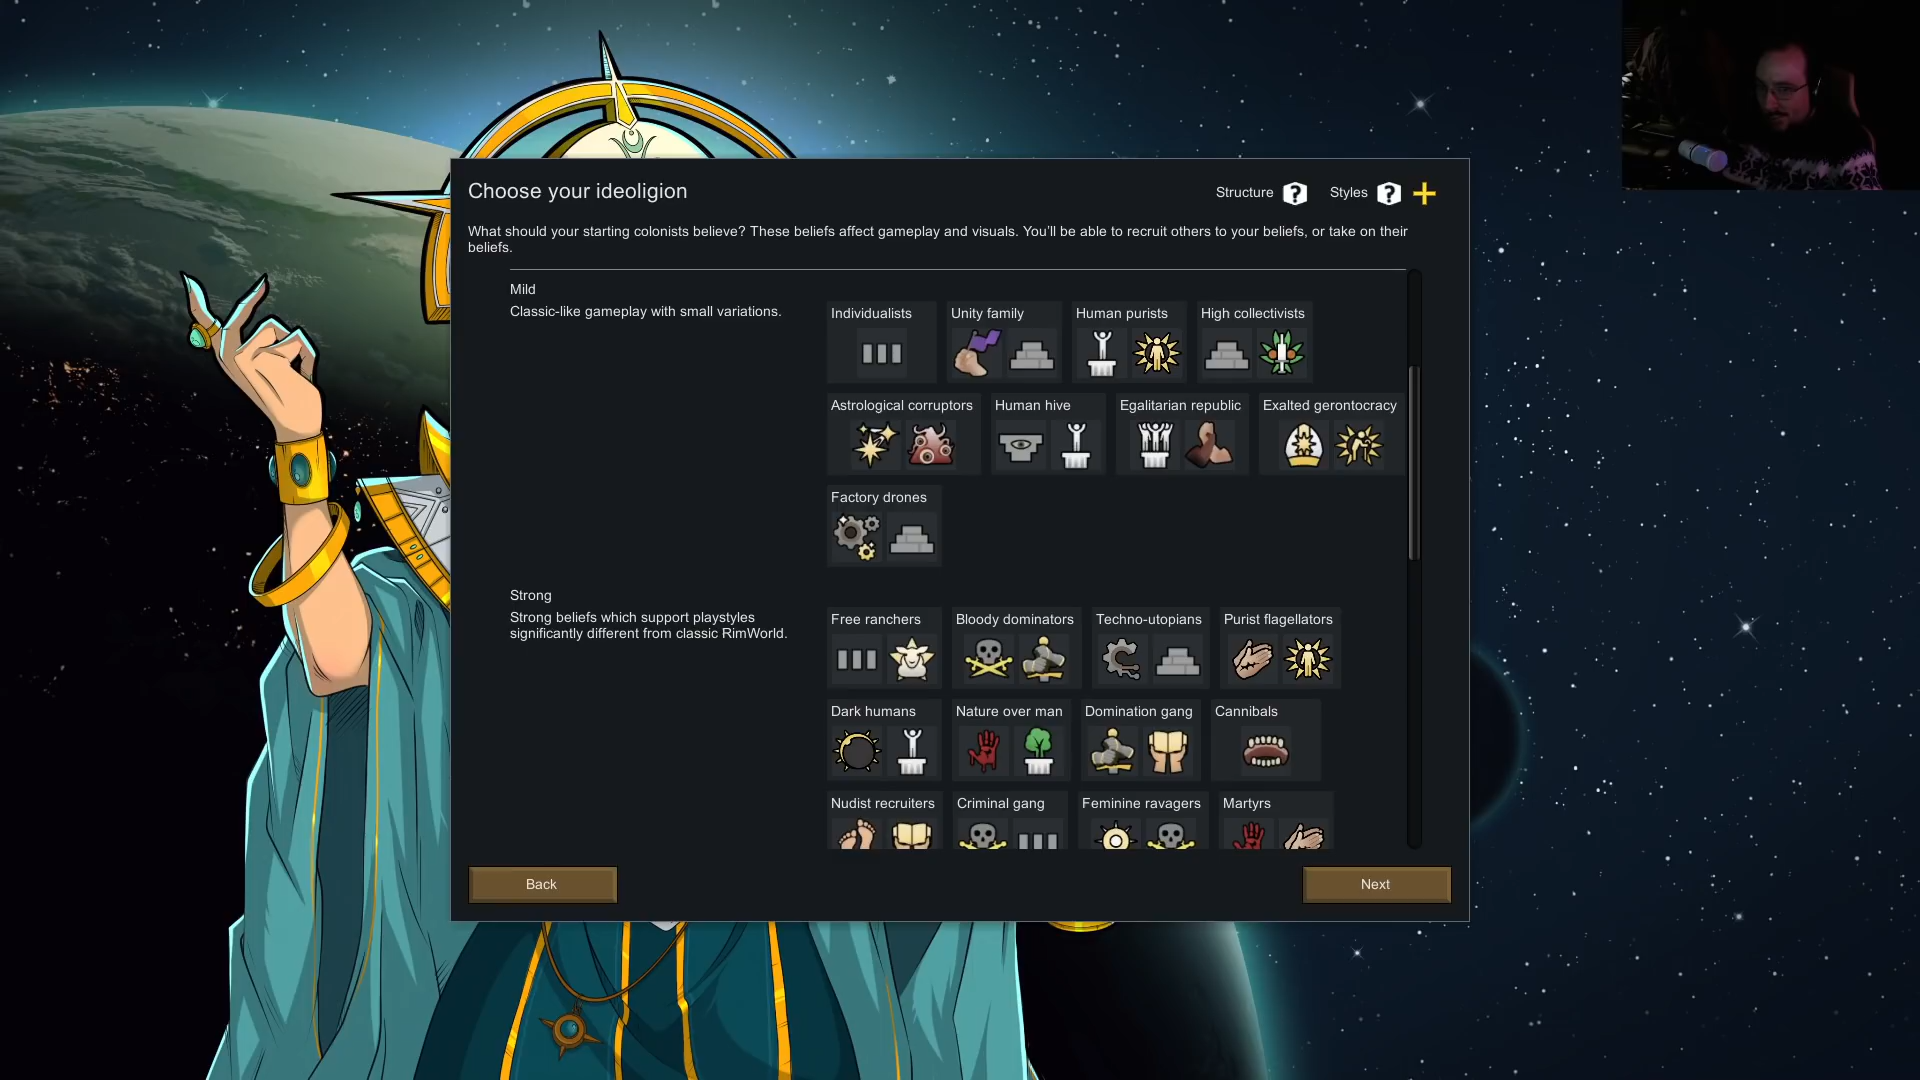 Choose your ideoligion
Structure ? Styles ?
What should your starting colonists believe? These beliefs affect gameplay and visuals. You'll be able to recruit others to your beliefs, or take on their
beliefs.
Mild
Classic-like gameplay with small variations.
Individualists Unity family Human purists High collectivists
Astrological corruptors Human hive Egalitarian republic Exalted gerontocracy
Factory drones
Strong
Strong beliefs which support playstyles
significantly different from classic RimWorld.
Free ranchers Bloody dominators Techno-utopians Purist flagellators
Dark humans Nature over man Domination gang Cannibals
Nudist recruiters Criminal gang Feminine ravagers Martyrs
Back Next